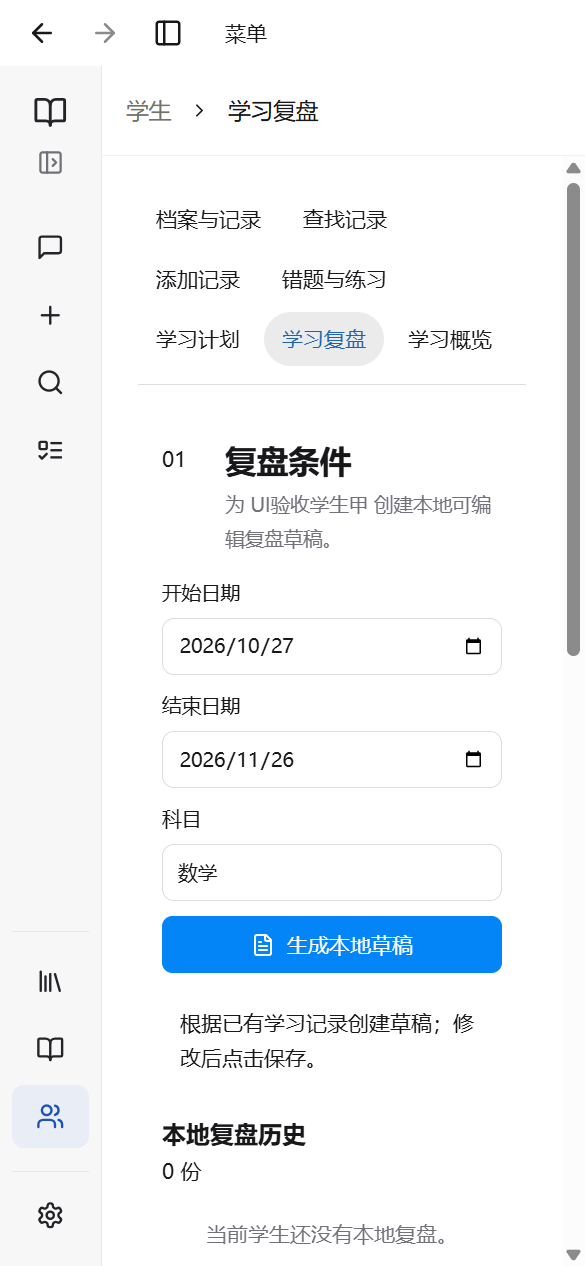 菜单
学生 > 学习复盘
档案与记录 查找记录
添加记录 错题与练习
学习计划 学习复盘 学习概览
01 复盘条件
为 UI验收学生甲 创建本地可编
辑复盘草稿。
开始日期
2026/10/27
结束日期
2026/11/26
科目
数学
生成本地草稿
根据已有学习记录创建草稿；修
改后点击保存。
本地复盘历史
0 份
当前学生还没有本地复盘。